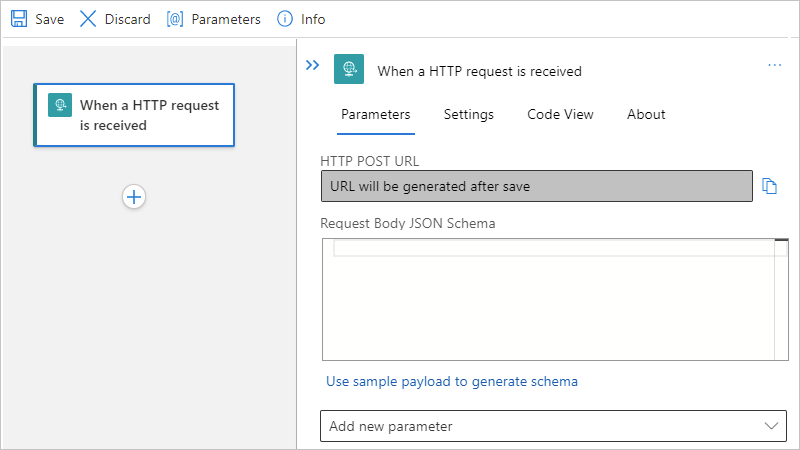 Save Discard Parameters Info
When a HTTP request
is received
When a HTTP request is received
Parameters Settings Code View About
HTTP POST URL
URL will be generated after save
Request Body JSON Schema
Use sample payload to generate schema
Add new parameter